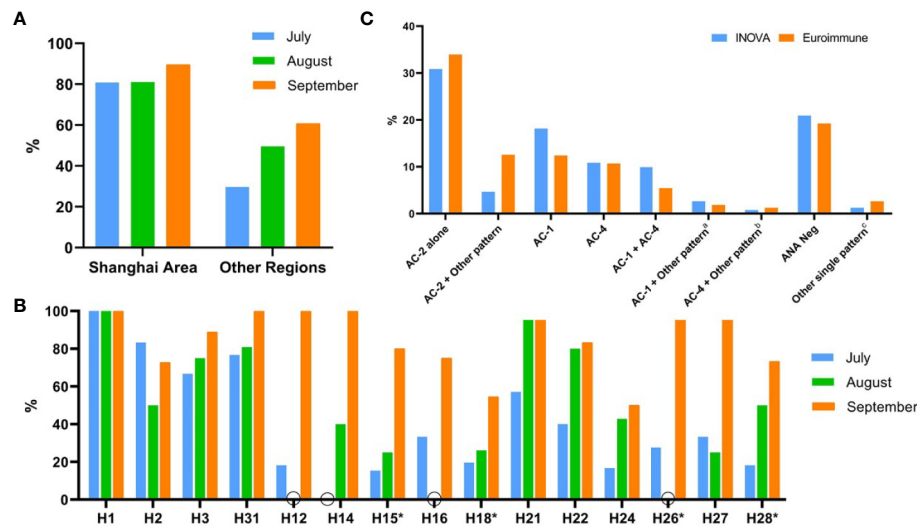 A
July
August
September
%
100
80
60
40
20
0
Shanghai Area
Other Regions
C
INOVA
Euroimmune
%
40
30
20
10
0
AC-2 alone
AC-2 + Other pattern
AC-1
AC-4
AC-1 + AC-4
AC-1 + Other patternᵃ
AC-4 + Other patternᵇ
ANA Neg
Other single patternᶜ
B
%
100
80
60
40
20
0
H1 H2 H3 H31 H12 H14 H15* H16 H18* H21 H22 H24 H26* H27 H28*
July
August
September